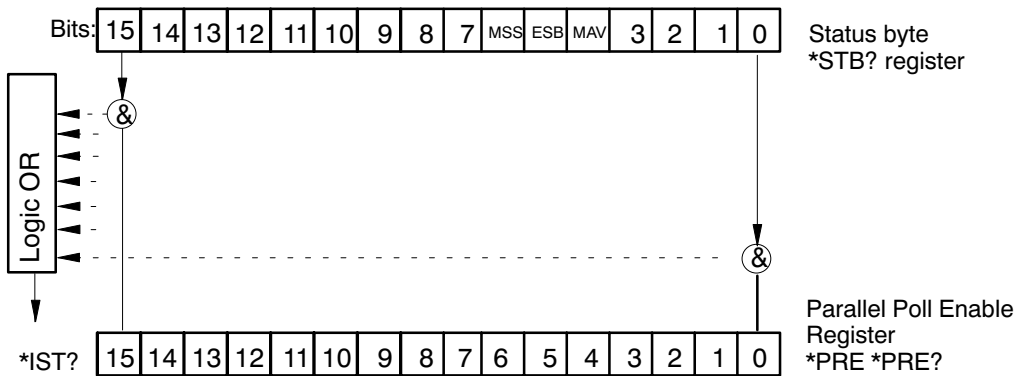 Bits: 15 14 13 12 11 10 9 8 7 MSS ESB MAV 3 2 1 0
Status byte
*STB? register
&
Logic OR
&
Parallel Poll Enable
Register
*PRE *PRE?
*IST? 15 14 13 12 11 10 9 8 7 6 5 4 3 2 1 0